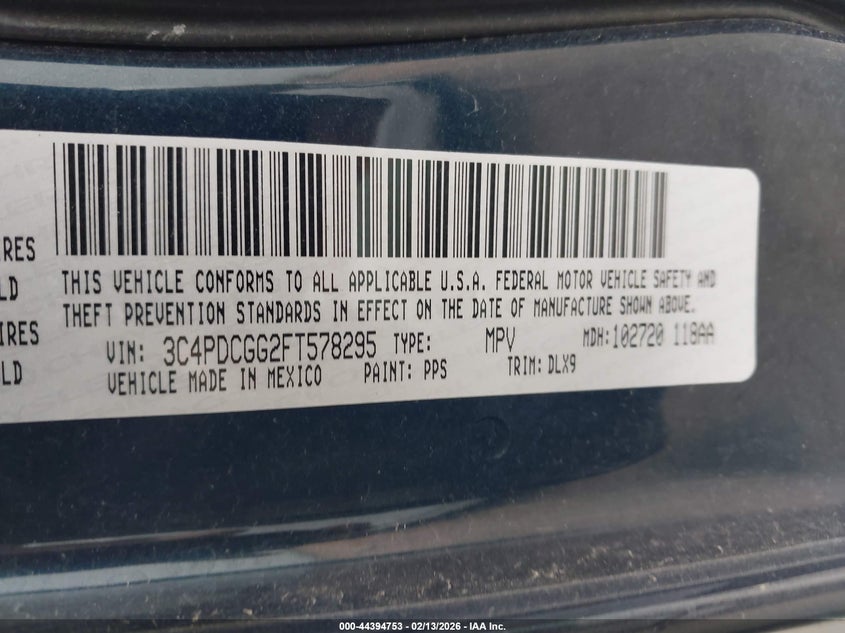 IRES
LD
IRES
LD
THIS VEHICLE CONFORMS TO ALL APPLICABLE U.S.A. FEDERAL MOTOR VEHICLE SAFETY AND
THEFT PREVENTION STANDARDS IN EFFECT ON THE DATE OF MANUFACTURE SHOWN ABOVE.
VIN: 3C4PDCGG2FT578295 TYPE: MPV MDH:102720 118AA
VEHICLE MADE IN MEXICO PAINT: PPS TRIM: DLX9
000-44394753 - 02/13/2026 - IAA Inc.